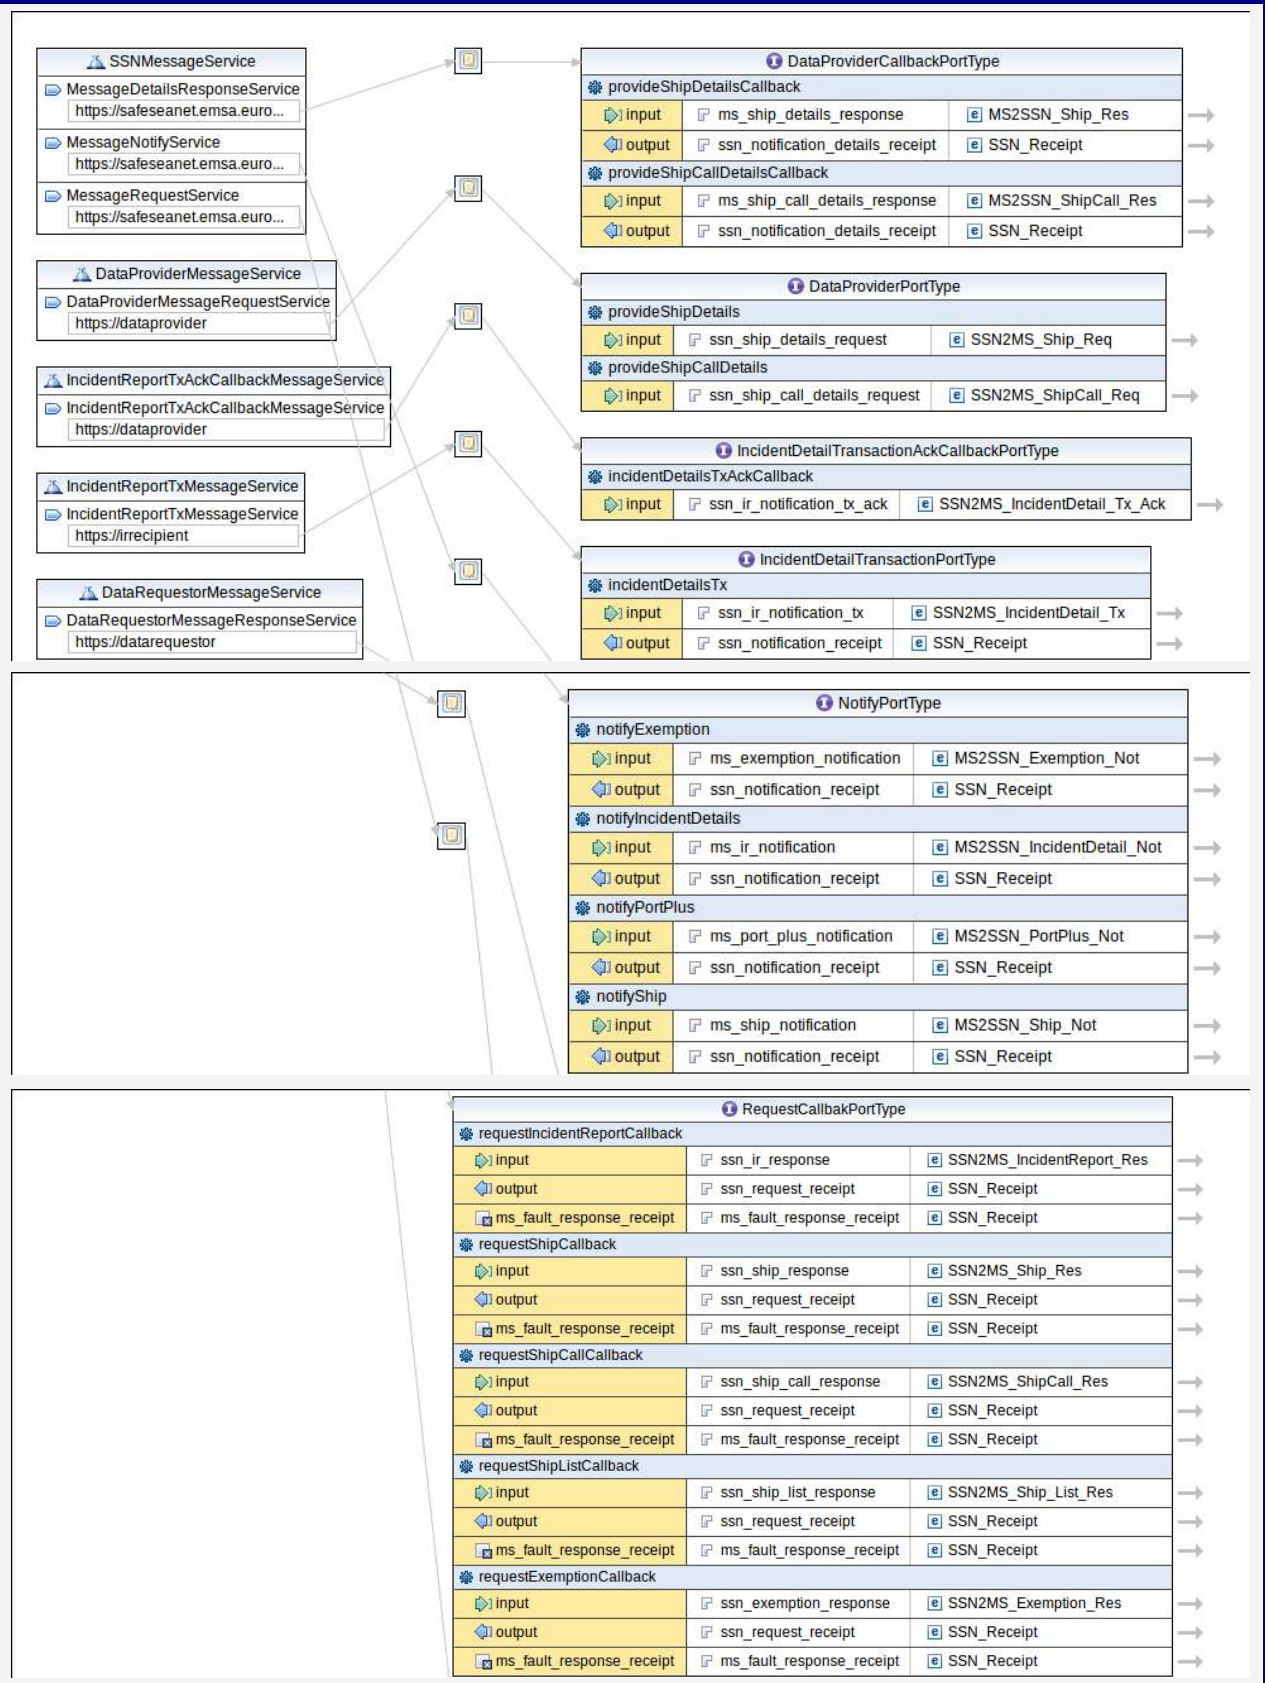 SSNMessageService
MessageDetailsResponseService
https://safeseanet.emsa.euro...
MessageNotifyService
https://safeseanet.emsa.euro...
MessageRequestService
https://safeseanet.emsa.euro...
DataProviderMessageService
DataProviderMessageRequestService
https://dataprovider
IncidentReportTxAckCallbackMessageService
IncidentReportTxAckCallbackMessageService
https://dataprovider
IncidentReportTxMessageService
IncidentReportTxMessageService
https://irrecipient
DataRequestorMessageService
DataRequestorMessageResponseService
https://datarequestor
DataProviderCallbackPortType
provideShipDetailsCallback
input ms_ship_details_response MS2SSN_Ship_Res
output ssn_notification_details_receipt SSN_Receipt
provideShipCallDetailsCallback
input ms_ship_call_details_response MS2SSN_ShipCall_Res
output ssn_notification_details_receipt SSN_Receipt
DataProviderPortType
provideShipDetails
input ssn_ship_details_request SSN2MS_Ship_Req
provideShipCallDetails
input ssn_ship_call_details_request SSN2MS_ShipCall_Req
IncidentDetailTransactionAckCallbackPortType
incidentDetailsTxAckCallback
input ssn_ir_notification_tx_ack SSN2MS_IncidentDetail_Tx_Ack
IncidentDetailTransactionPortType
incidentDetailsTx
input ssn_ir_notification_tx SSN2MS_IncidentDetail_Tx
output ssn_notification_receipt SSN_Receipt
NotifyPortType
notifyExemption
input ms_exemption_notification MS2SSN_Exemption_Not
output ssn_notification_receipt SSN_Receipt
notifyIncidentDetails
input ms_ir_notification MS2SSN_IncidentDetail_Not
output ssn_notification_receipt SSN_Receipt
notifyPortPlus
input ms_port_plus_notification MS2SSN_PortPlus_Not
output ssn_notification_receipt SSN_Receipt
notifyShip
input ms_ship_notification MS2SSN_Ship_Not
output ssn_notification_receipt SSN_Receipt
RequestCallbakPortType
requestIncidentReportCallback
input ssn_ir_response SSN2MS_IncidentReport_Res
output ssn_request_receipt SSN_Receipt
ms_fault_response_receipt ms_fault_response_receipt SSN_Receipt
requestShipCallback
input ssn_ship_response SSN2MS_Ship_Res
output ssn_request_receipt SSN_Receipt
ms_fault_response_receipt ms_fault_response_receipt SSN_Receipt
requestShipCallCallback
input ssn_ship_call_response SSN2MS_ShipCall_Res
output ssn_request_receipt SSN_Receipt
ms_fault_response_receipt ms_fault_response_receipt SSN_Receipt
requestShipListCallback
input ssn_ship_list_response SSN2MS_Ship_List_Res
output ssn_request_receipt SSN_Receipt
ms_fault_response_receipt ms_fault_response_receipt SSN_Receipt
requestExemptionCallback
input ssn_exemption_response SSN2MS_Exemption_Res
output ssn_request_receipt SSN_Receipt
ms_fault_response_receipt ms_fault_response_receipt SSN_Receipt